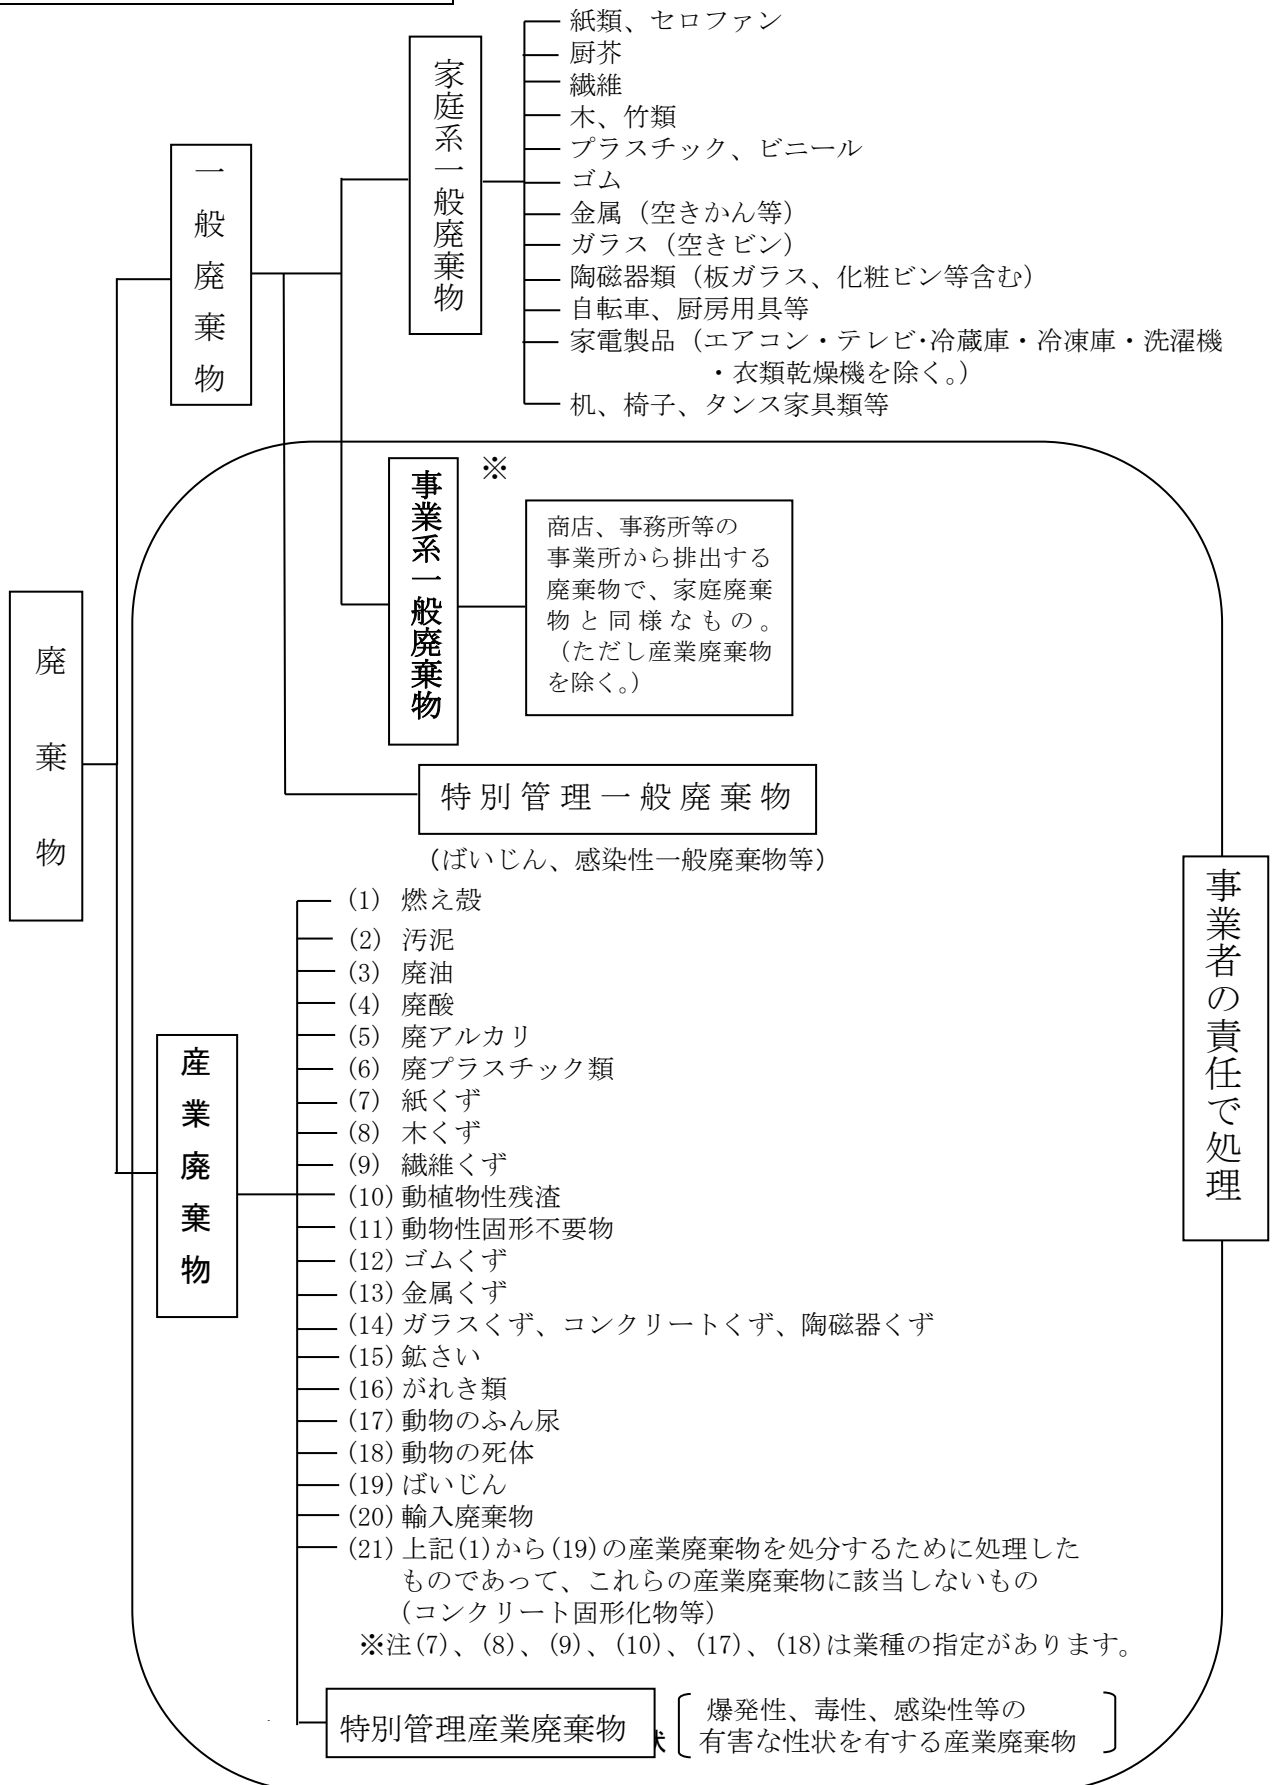 廃棄物
一般廃棄物
家庭系一般廃棄物
紙類、セロファン
厨芥
繊維
木、竹類
プラスチック、ビニール
ゴム
金属（空きかん等）
ガラス（空きビン）
陶磁器類（板ガラス、化粧ビン等含む）
自転車、厨房用具等
家電製品（エアコン・テレビ・冷蔵庫・冷凍庫・洗濯機
・衣類乾燥機を除く。）
机、椅子、タンス家具類等
事業系一般廃棄物
※
商店、事務所等の
事業所から排出する
廃棄物で、家庭廃棄
物と同様なもの。
（ただし産業廃棄物
を除く。）
特別管理一般廃棄物
（ばいじん、感染性一般廃棄物等）
産業廃棄物
(1) 燃え殻
(2) 汚泥
(3) 廃油
(4) 廃酸
(5) 廃アルカリ
(6) 廃プラスチック類
(7) 紙くず
(8) 木くず
(9) 繊維くず
(10)動植物性残渣
(11)動物性固形不要物
(12)ゴムくず
(13)金属くず
(14)ガラスくず、コンクリートくず、陶磁器くず
(15)鉱さい
(16)がれき類
(17)動物のふん尿
(18)動物の死体
(19)ばいじん
(20)輸入廃棄物
(21)上記(1)から(19)の産業廃棄物を処分するために処理した
ものであって、これらの産業廃棄物に該当しないもの
（コンクリート固形化物等）
※注(7)、(8)、(9)、(10)、(17)、(18)は業種の指定があります。
特別管理産業廃棄物
爆発性、毒性、感染性等の
有害な性状を有する産業廃棄物
事業者の責任で処理